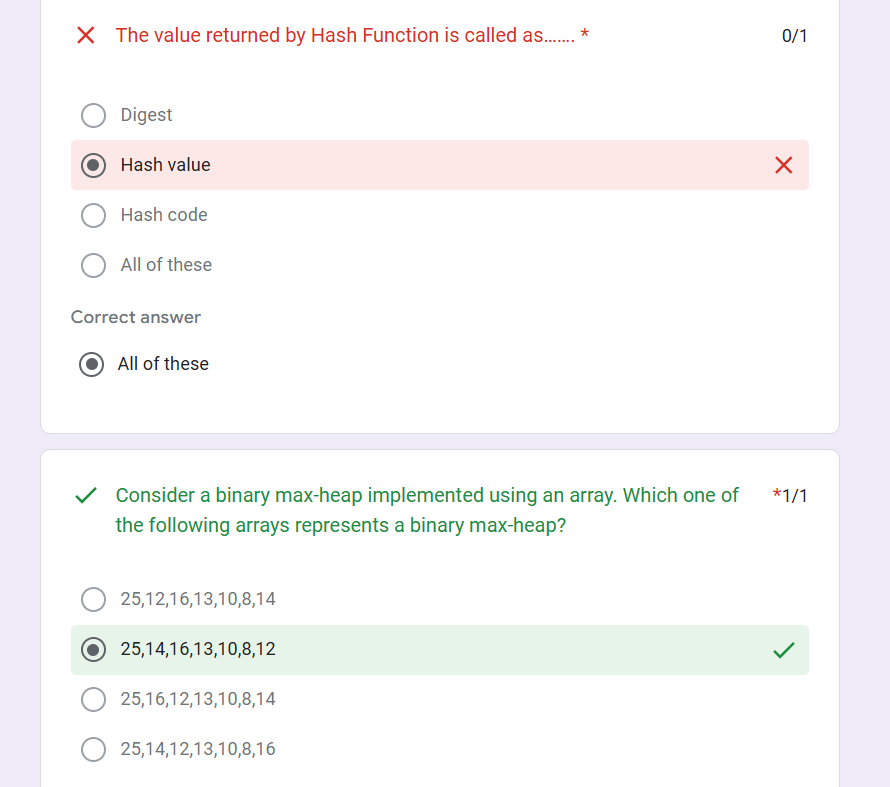 The value returned by Hash Function is called as....... * 0/1
Digest
Hash value
Hash code
All of these
Correct answer
All of these
Consider a binary max-heap implemented using an array. Which one of *1/1
the following arrays represents a binary max-heap?
25,12,16,13,10,8,14
25,14,16,13,10,8,12
25,16,12,13,10,8,14
25,14,12,13,10,8,16